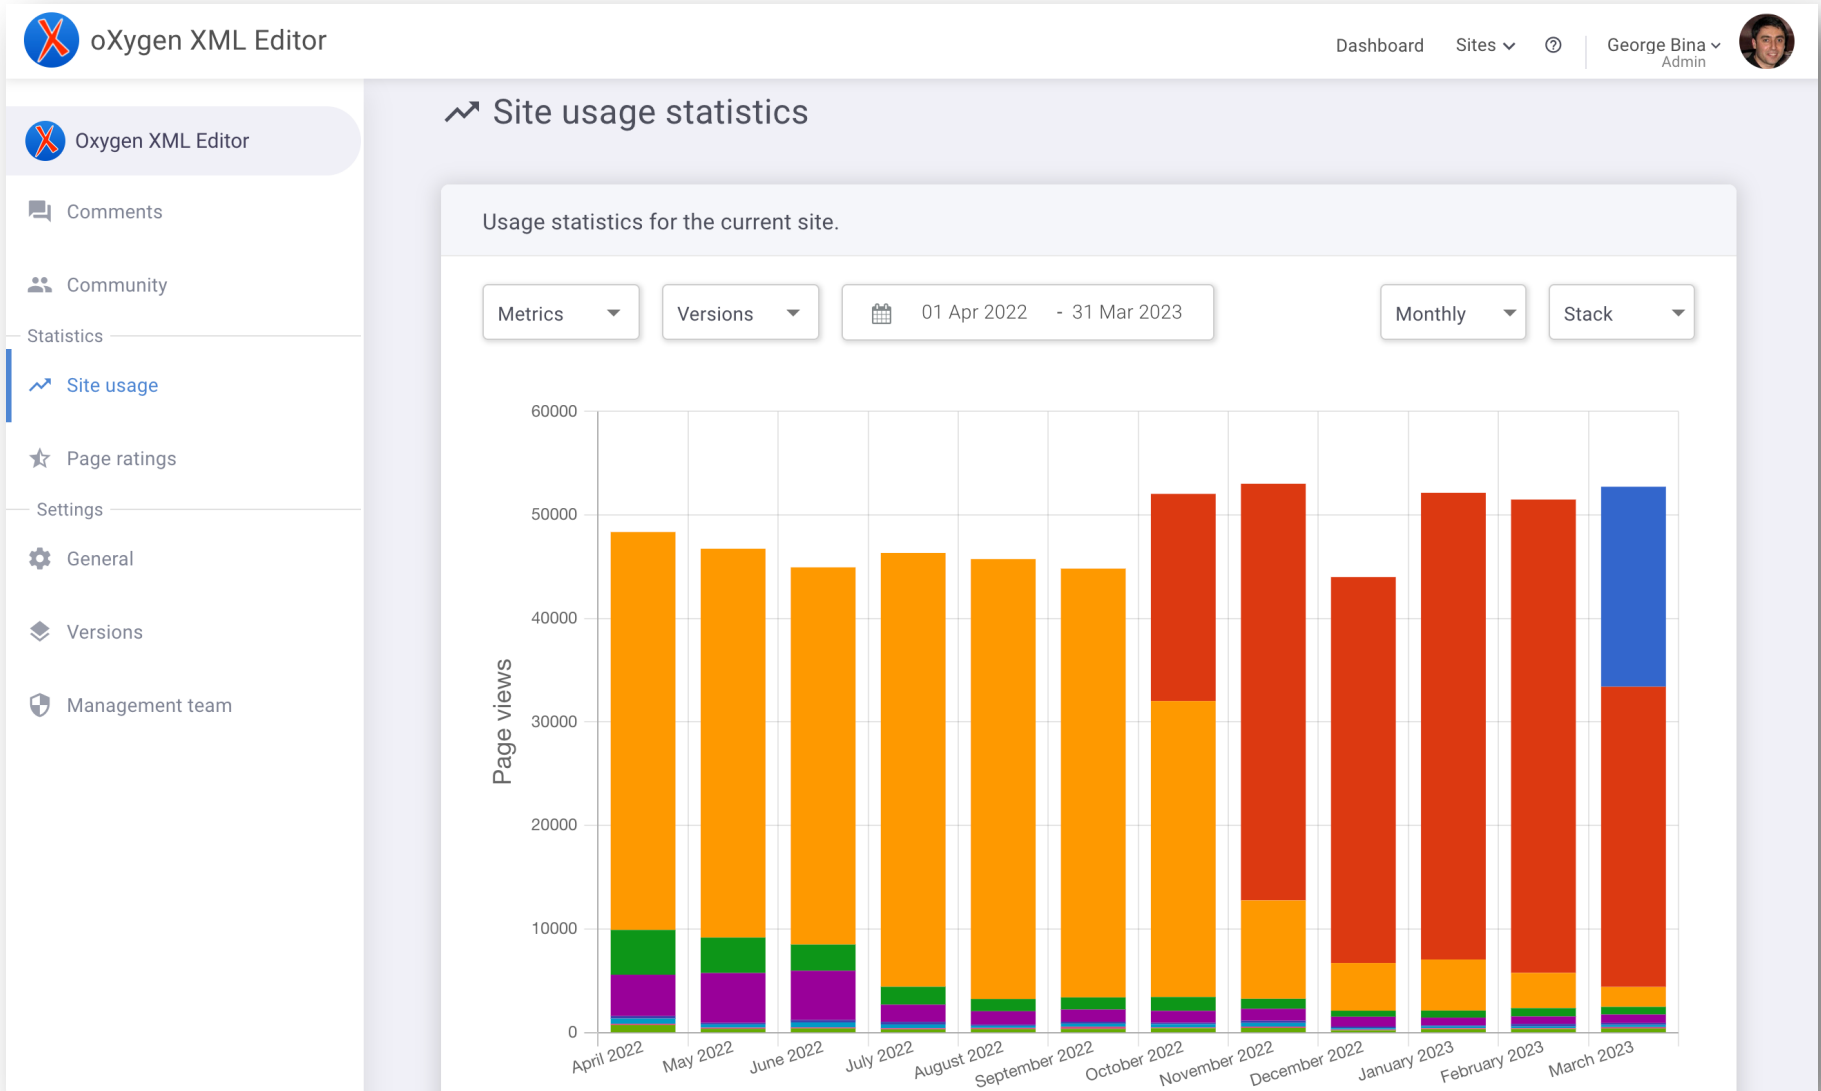 oXygen XML Editor
Dashboard
Sites
George Bina
Admin
Oxygen XML Editor
Comments
Community
Statistics
Site usage
Page ratings
Settings
General
Versions
Management team
Site usage statistics
Usage statistics for the current site.
Metrics
Versions
01 Apr 2022 - 31 Mar 2023
Monthly
Stack
Page views
60000
50000
40000
30000
20000
10000
0
April 2022
May 2022
June 2022
July 2022
August 2022
September 2022
October 2022
November 2022
December 2022
January 2023
February 2023
March 2023